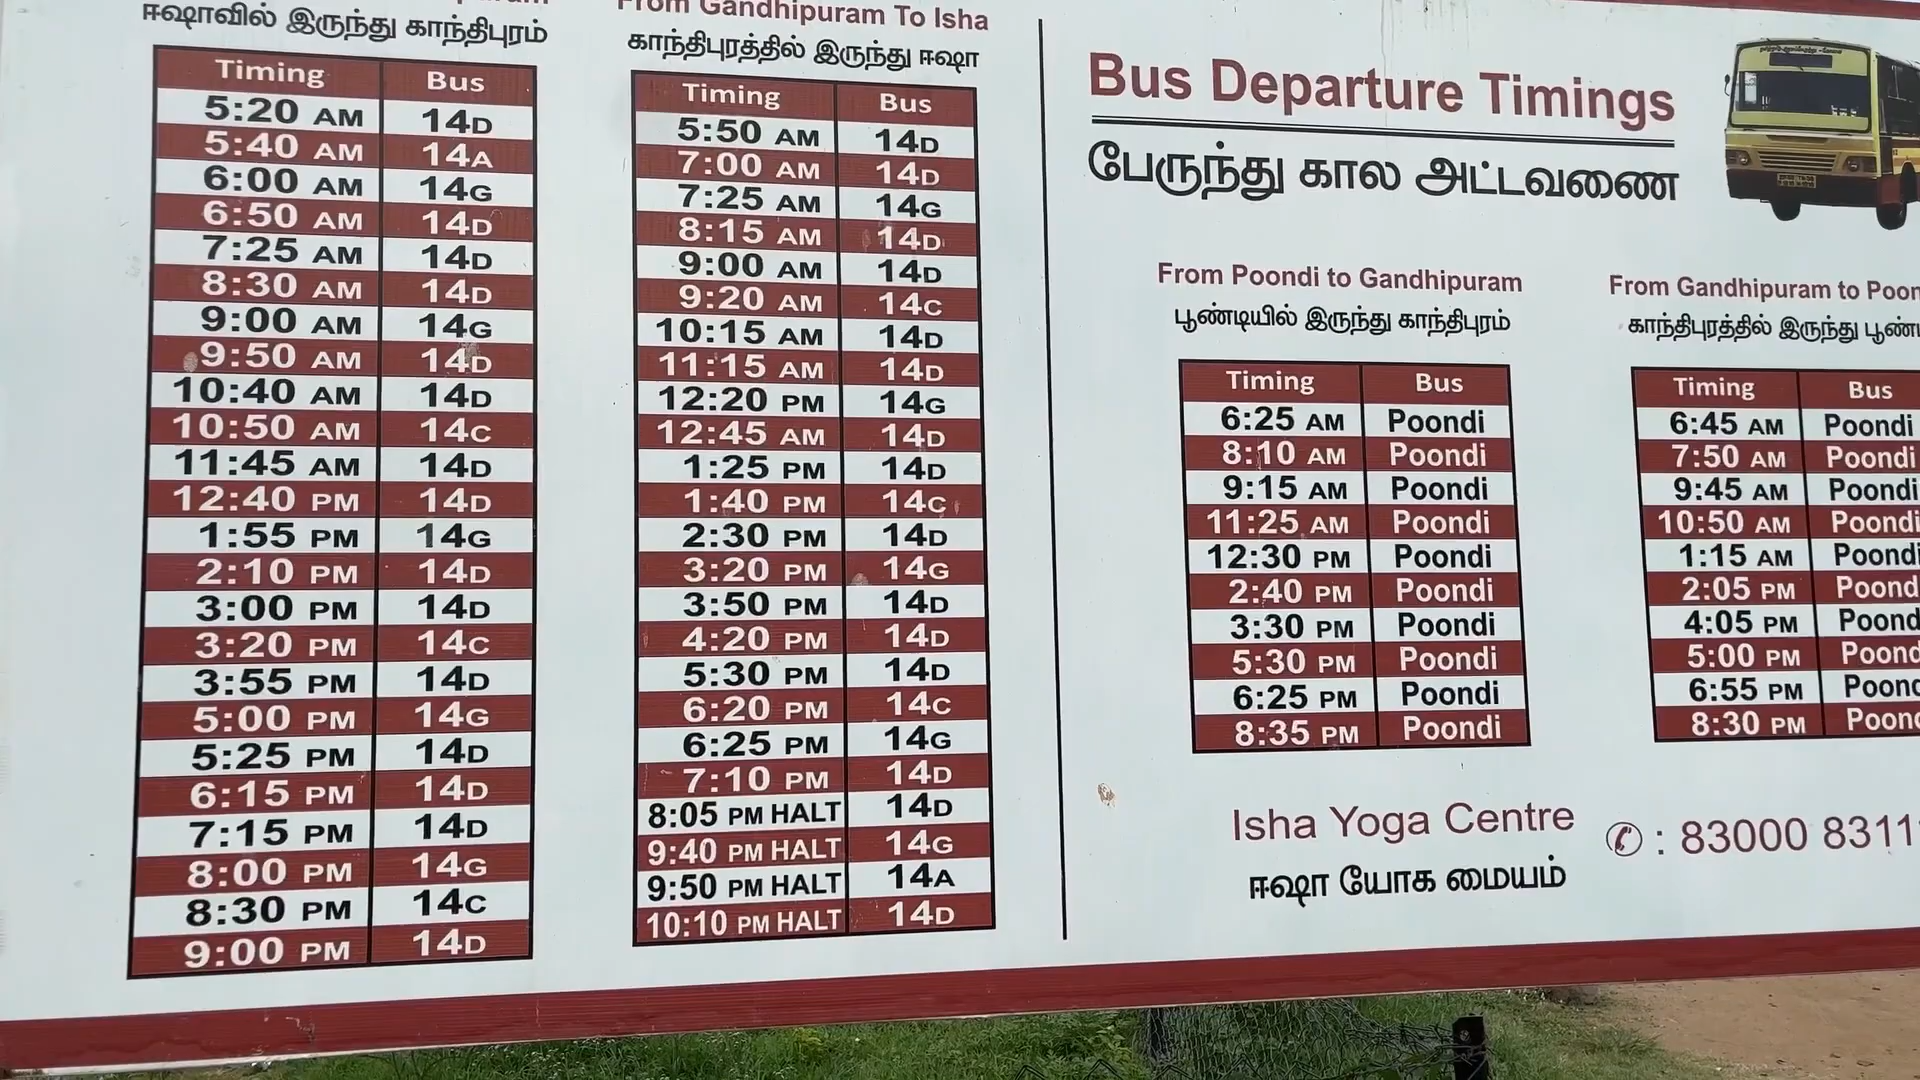 ஈஷாவில் இருந்து காந்திபுரம்
Timing Bus
5:20 AM 14D
5:40 AM 14A
6:00 AM 14G
6:50 AM 14D
7:25 AM 14D
8:30 AM 14D
9:00 AM 14G
9:50 AM 14D
10:40 AM 14D
10:50 AM 14C
11:45 AM 14D
12:40 PM 14D
1:55 PM 14G
2:10 PM 14D
3:00 PM 14D
3:20 PM 14C
3:55 PM 14D
5:00 PM 14G
5:25 PM 14D
6:15 PM 14D
7:15 PM 14D
8:00 PM 14G
8:30 PM 14C
9:00 PM 14D
From Gandhipuram To Isha
காந்திபுரத்தில் இருந்து ஈஷா
Timing Bus
5:50 AM 14D
7:00 AM 14D
7:25 AM 14G
8:15 AM 14D
9:00 AM 14D
9:20 AM 14C
10:15 AM 14D
11:15 AM 14D
12:20 PM 14G
12:45 AM 14D
1:25 PM 14D
1:40 PM 14C
2:30 PM 14D
3:20 PM 14G
3:50 PM 14D
4:20 PM 14D
5:30 PM 14D
6:20 PM 14C
6:25 PM 14G
7:10 PM 14D
8:05 PM HALT 14D
9:40 PM HALT 14G
9:50 PM HALT 14A
10:10 PM HALT 14D
Bus Departure Timings
பேருந்து கால அட்டவணை
From Poondi to Gandhipuram
பூண்டியில் இருந்து காந்திபுரம்
Timing Bus
6:25 AM Poondi
8:10 AM Poondi
9:15 AM Poondi
11:25 AM Poondi
12:30 PM Poondi
2:40 PM Poondi
3:30 PM Poondi
5:30 PM Poondi
6:25 PM Poondi
8:35 PM Poondi
From Gandhipuram to Poon
காந்திபுரத்தில் இருந்து
Timing Bus
6:45 AM Poondi
7:50 AM Poondi
9:45 AM Poondi
10:50 AM Poondi
1:15 AM Poondi
2:05 PM Poond
4:05 PM Poond
5:00 PM Poond
6:55 PM Poon
8:30 PM Poon
Isha Yoga Centre
ஈஷா யோக மையம்
: 83000 8311